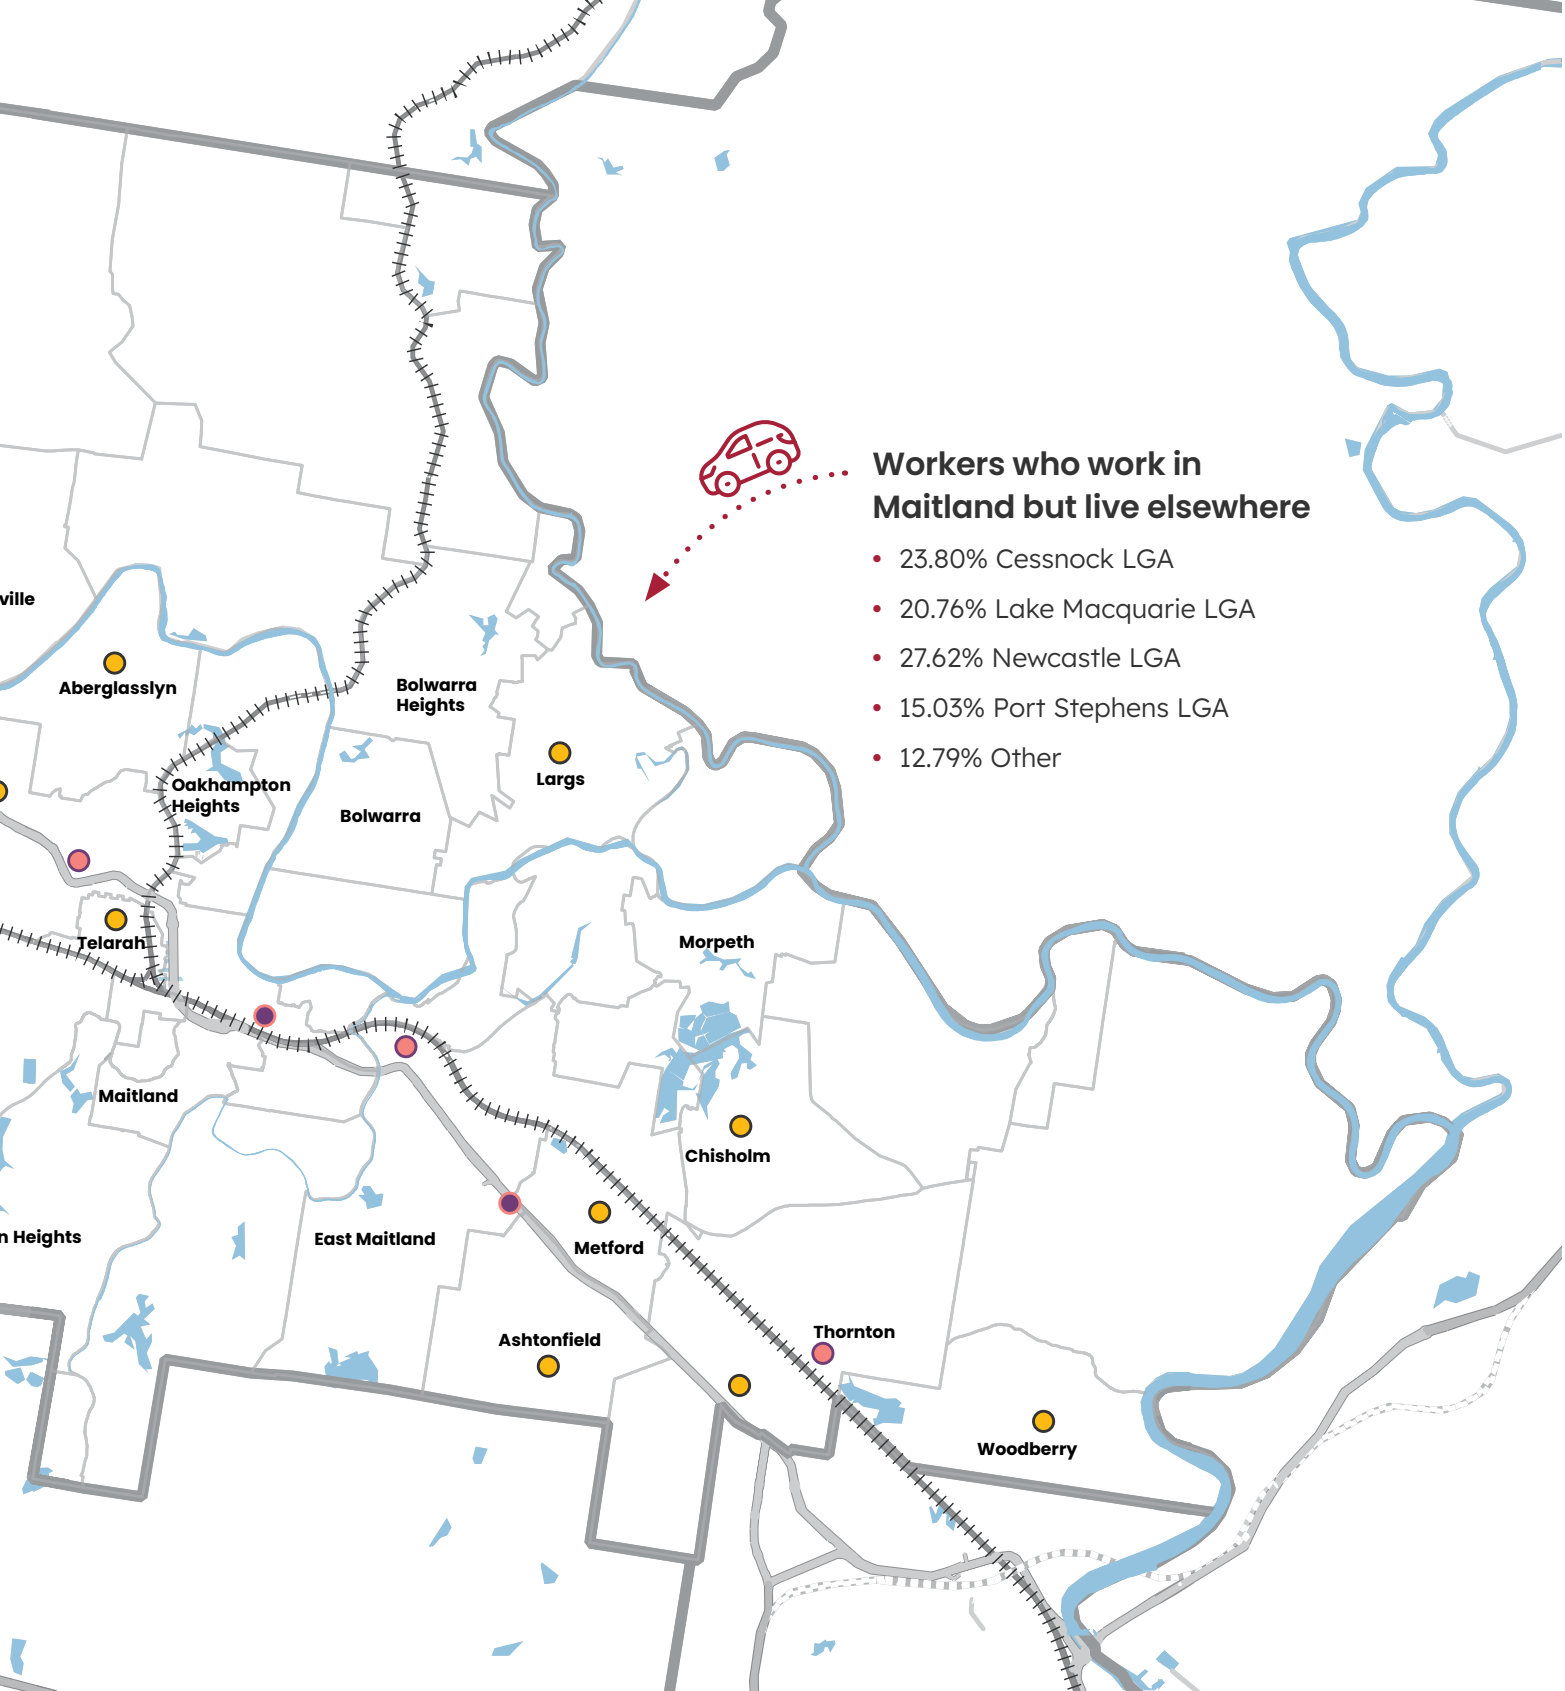 Workers who work in
Maitland but live elsewhere
• 23.80% Cessnock LGA
• 20.76% Lake Macquarie LGA
• 27.62% Newcastle LGA
• 15.03% Port Stephens LGA
• 12.79% Other
ville
Aberglasslyn
Bolwarra
Heights
Largs
Oakhampton
Heights
Bolwarra
Telarah
Morpeth
Maitland
Chisholm
n Heights
East Maitland
Metford
Ashtonfield
Thornton
Woodberry